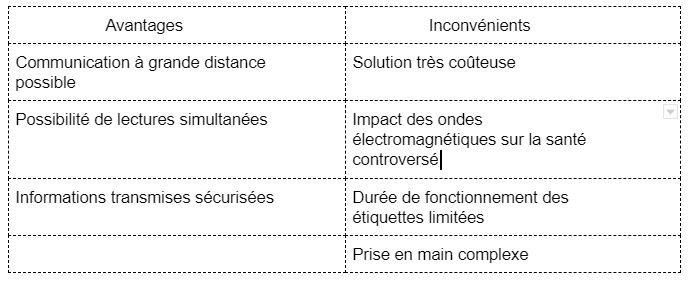 Avantages
Inconvénients
Communication à grande distance
possible
Solution très coûteuse
Possibilité de lectures simultanées
Impact des ondes
électromagnétiques sur la santé
controversé
Informations transmises sécurisées
Durée de fonctionnement des
étiquettes limitées
Prise en main complexe